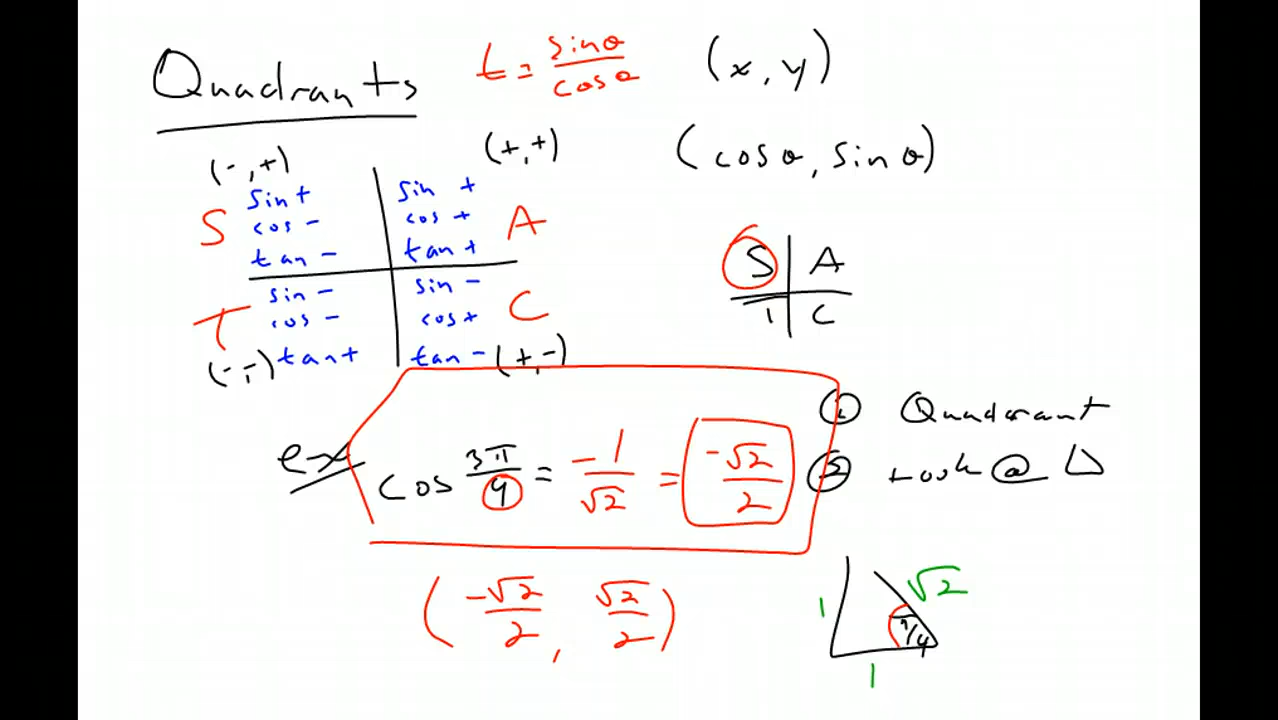 Quadrants
t = sinθ/cosθ
(x, y)
(cosθ, sinθ)
(-, +)
(+, +)
S
sin +
cos -
tan -
sin +
cos +
tan +
A
T
sin -
cos -
tan +
(-, -)
sin -
cos +
tan -
C
(+, -)
S A
T C
ex
cos 3π/4 = -1/√2 = -√2/2
(-√2/2, √2/2)
① Quadrant
② Look @ △
1
√2
π/4
1